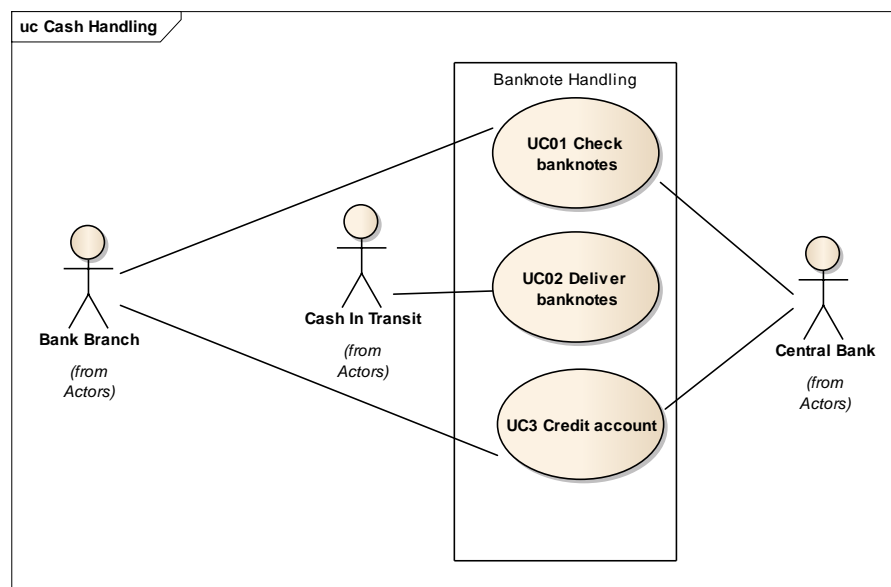 uc Cash Handling
Banknote Handling
UC01 Check
banknotes
UC02 Deliver
banknotes
UC3 Credit account
Bank Branch
(from
Actors)
Cash In Transit
(from
Actors)
Central Bank
(from
Actors)